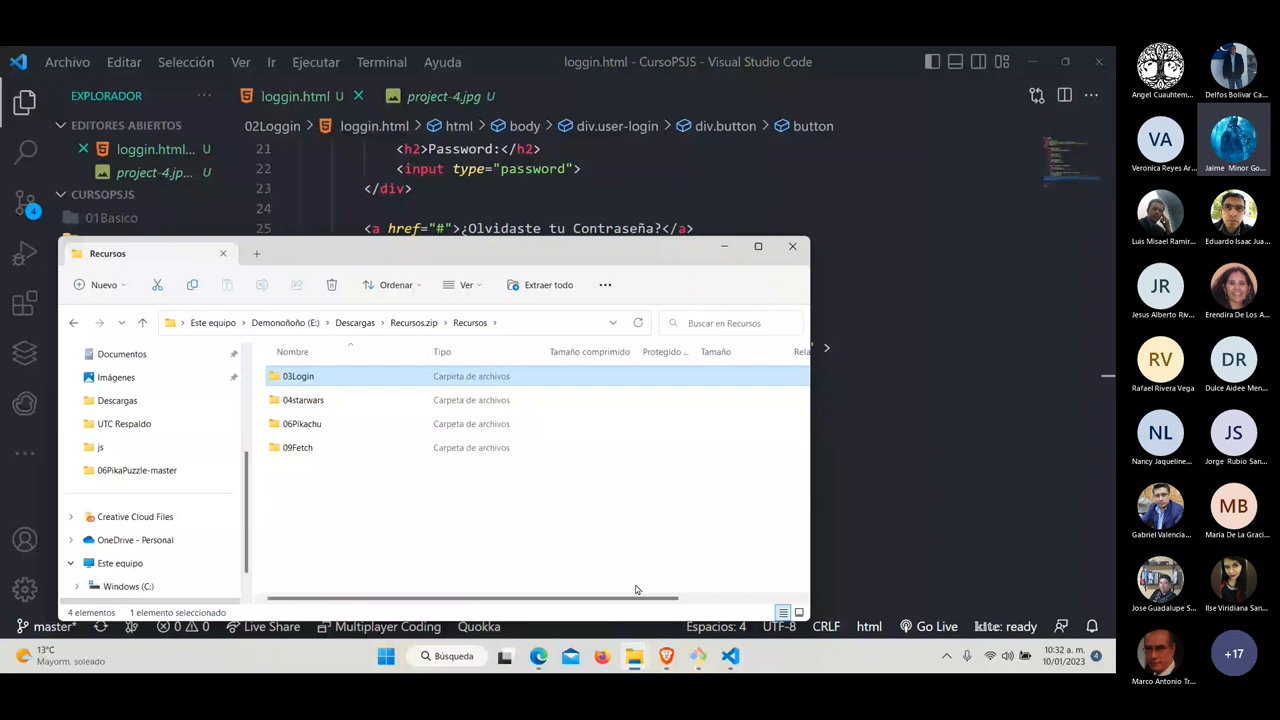 Archivo Editar Selección Ver Ir Ejecutar Terminal Ayuda loggin.html - CursoPSJS - Visual Studio Code
EXPLORADOR ··· loggin.html U project-4.jpg U ···
EDITORES ABIERTOS
02Loggin > loggin.html > html > body > div.user-login > div.button > button
loggin.html... U
project-4.jp... U
CURSOPSJS
01Basico
4
21 <h2>Password:</h2>
22 <input type="password">
23 </div>
24
25 <a href="#">¿Olvidaste tu Contraseña?</a>
Recursos
Nuevo Ordenar Ver Extraer todo ···
Este equipo > Demonoñoño (E:) > Descargas > Recursos.zip > Recursos > Buscar en Recursos
Nombre Tipo Tamaño comprimido Protegido ... Tamaño Rela
Documentos
Imágenes
Descargas
UTC Respaldo
js
06PikaPuzzle-master
Creative Cloud Files
OneDrive - Personal
Este equipo
Windows (C:)
03Login Carpeta de archivos
04starwars Carpeta de archivos
06Pikachu Carpeta de archivos
09Fetch Carpeta de archivos
4 elementos 1 elemento seleccionado
master* 0 0 Live Share Multiplayer Coding Quokka Espacios: 4 UTF-8 CRLF html Go Live kite: ready
13°C
Mayorm. soleado
Búsqueda
10:32 a. m.
10/01/2023
4
Angel Cuauhtem... Delfos Bolivar Ca...
VA
Veronica Reyes Ar... Jaime Minor Go...
Luis Misael Ramir... Eduardo Isaac Jua...
JR
Jesus Alberto Riv... Erendira De Los A...
RV DR
Rafael Rivera Vega Dulce Aidee Men...
NL JS
Nancy Jaqueline... Jorge Rubio San...
MB
Gabriel Valencia... Maria De La Graci...
Jose Guadalupe S... Ilse Viridiana San...
+17
Marco Antonio Tr...